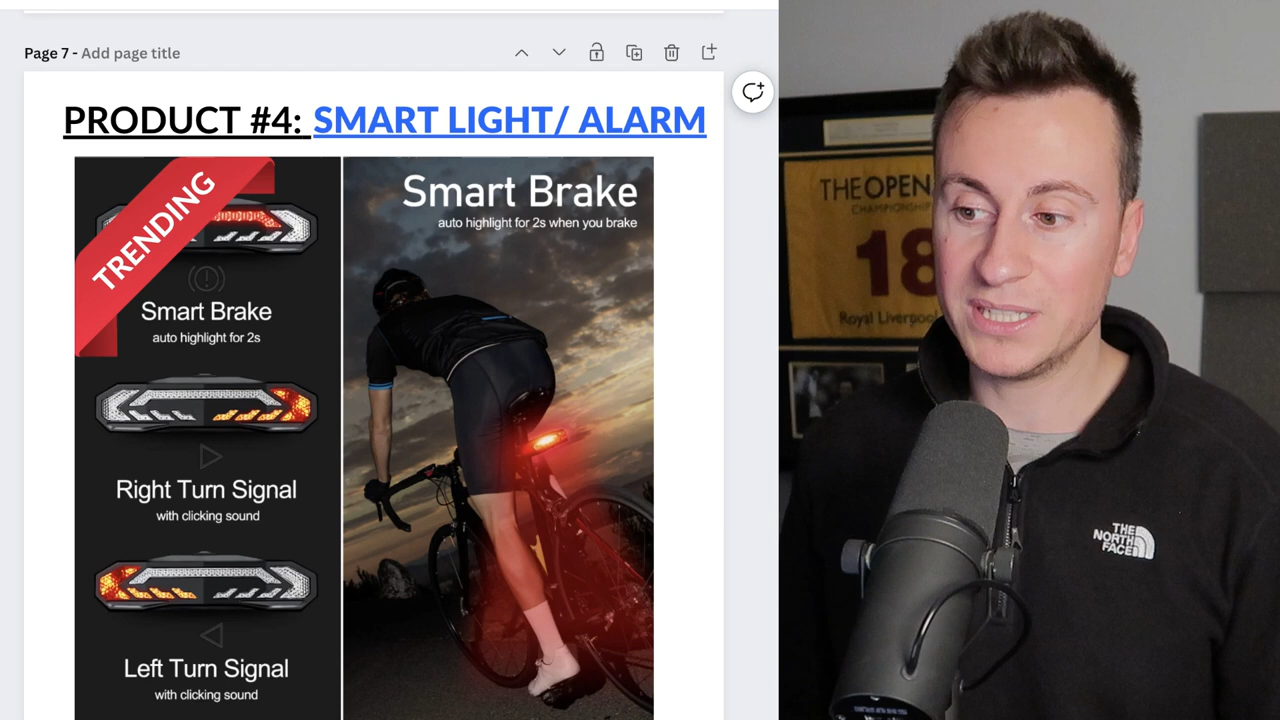 Page 7 - Add page title
PRODUCT #4: SMART LIGHT/ ALARM
TRENDING
Smart Brake
auto highlight for 2s
Right Turn Signal
with clicking sound
Left Turn Signal
with clicking sound
Smart Brake
auto highlight for 2s when you brake
THE OPEN
CHAMPIONSHIP
18
Royal Liverpool
THE
NORTH
FACE